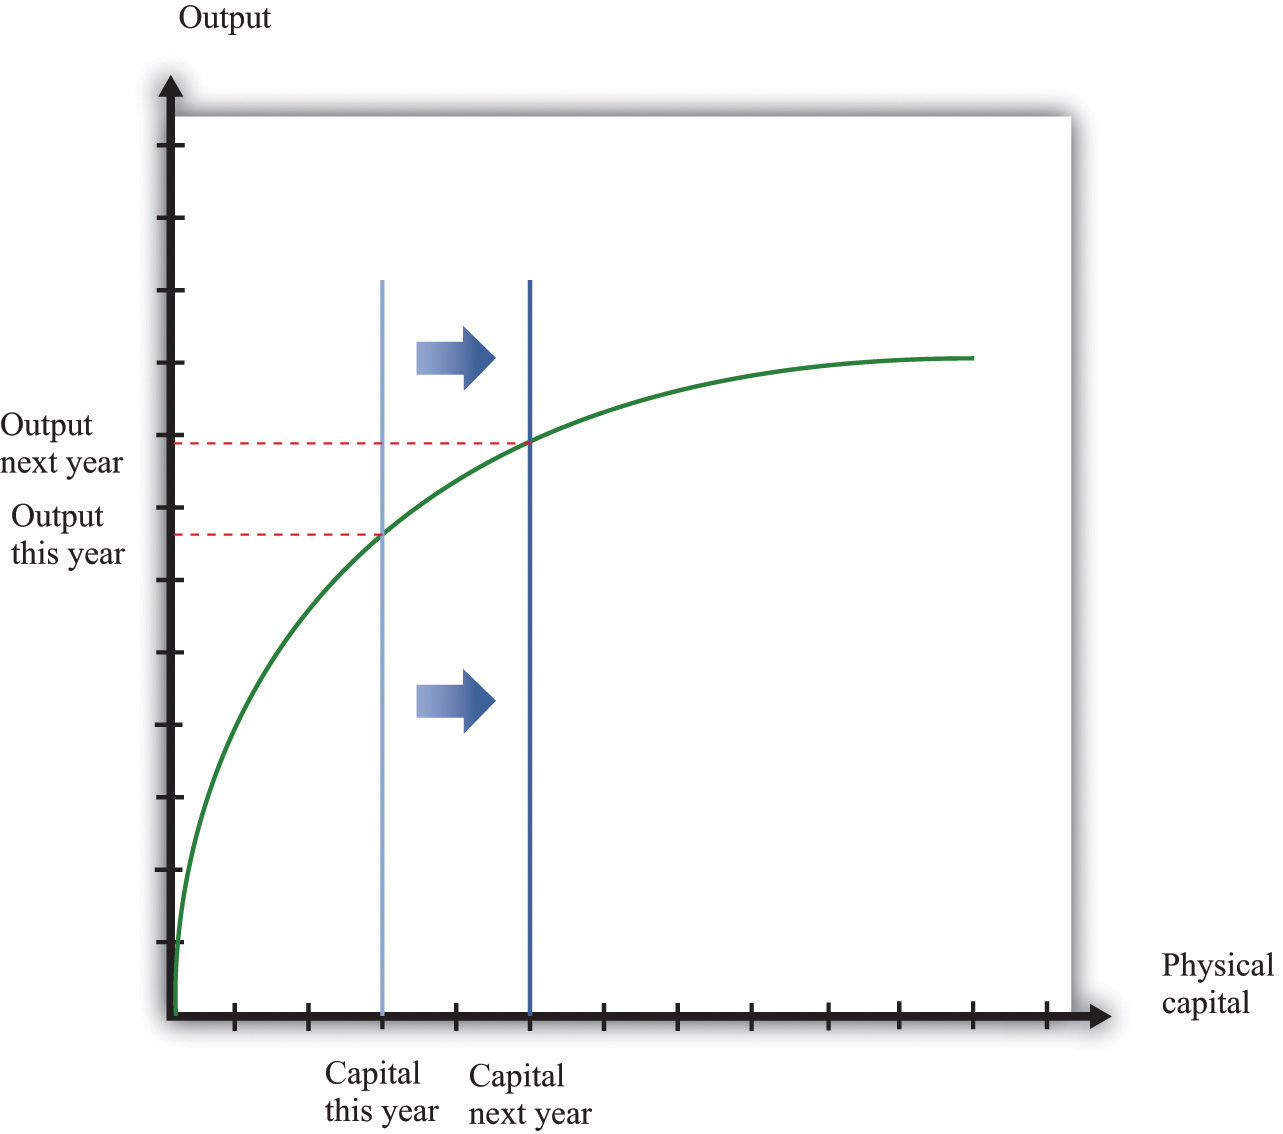 Output
Output
next year
Output
this year
Physical
capital
Capital
this year
Capital
next year